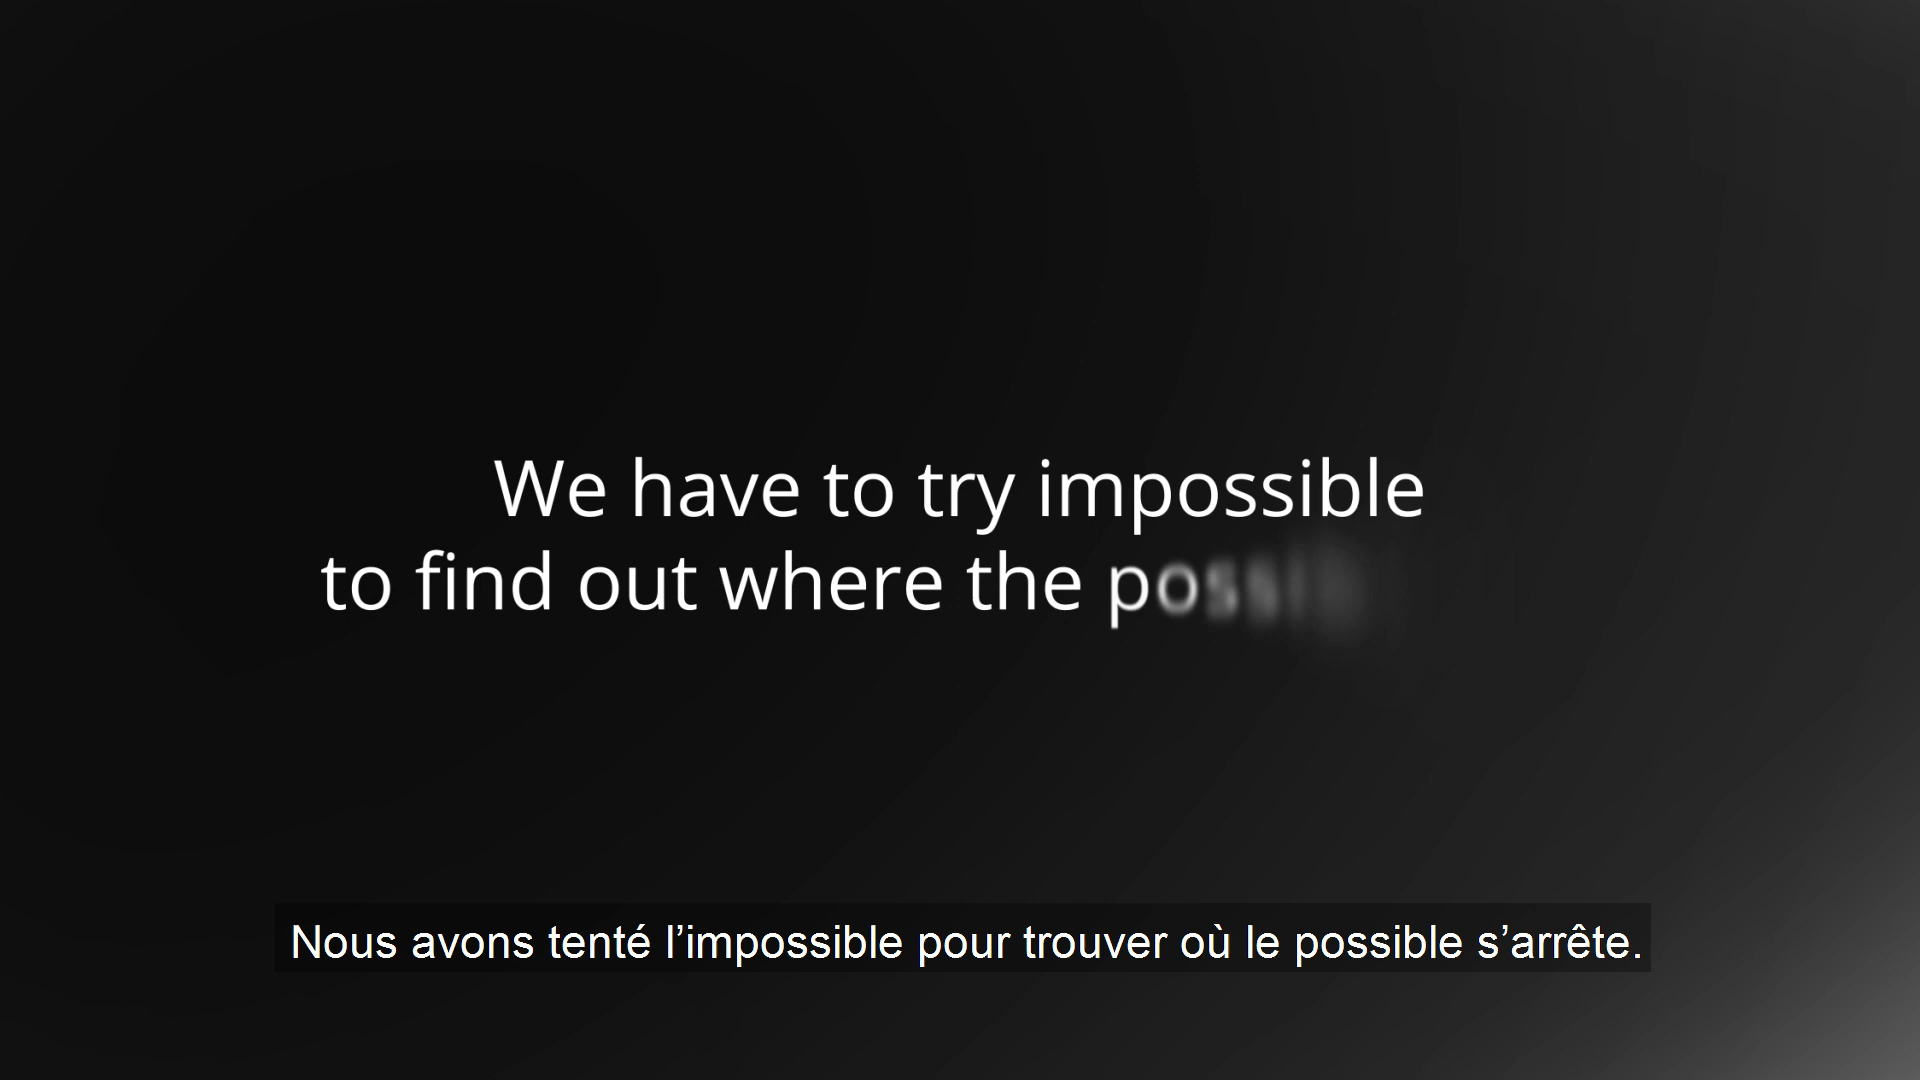 We have to try impossible
to find out where the
Nous avons tenté l’impossible pour trouver où le possible s’arrête.